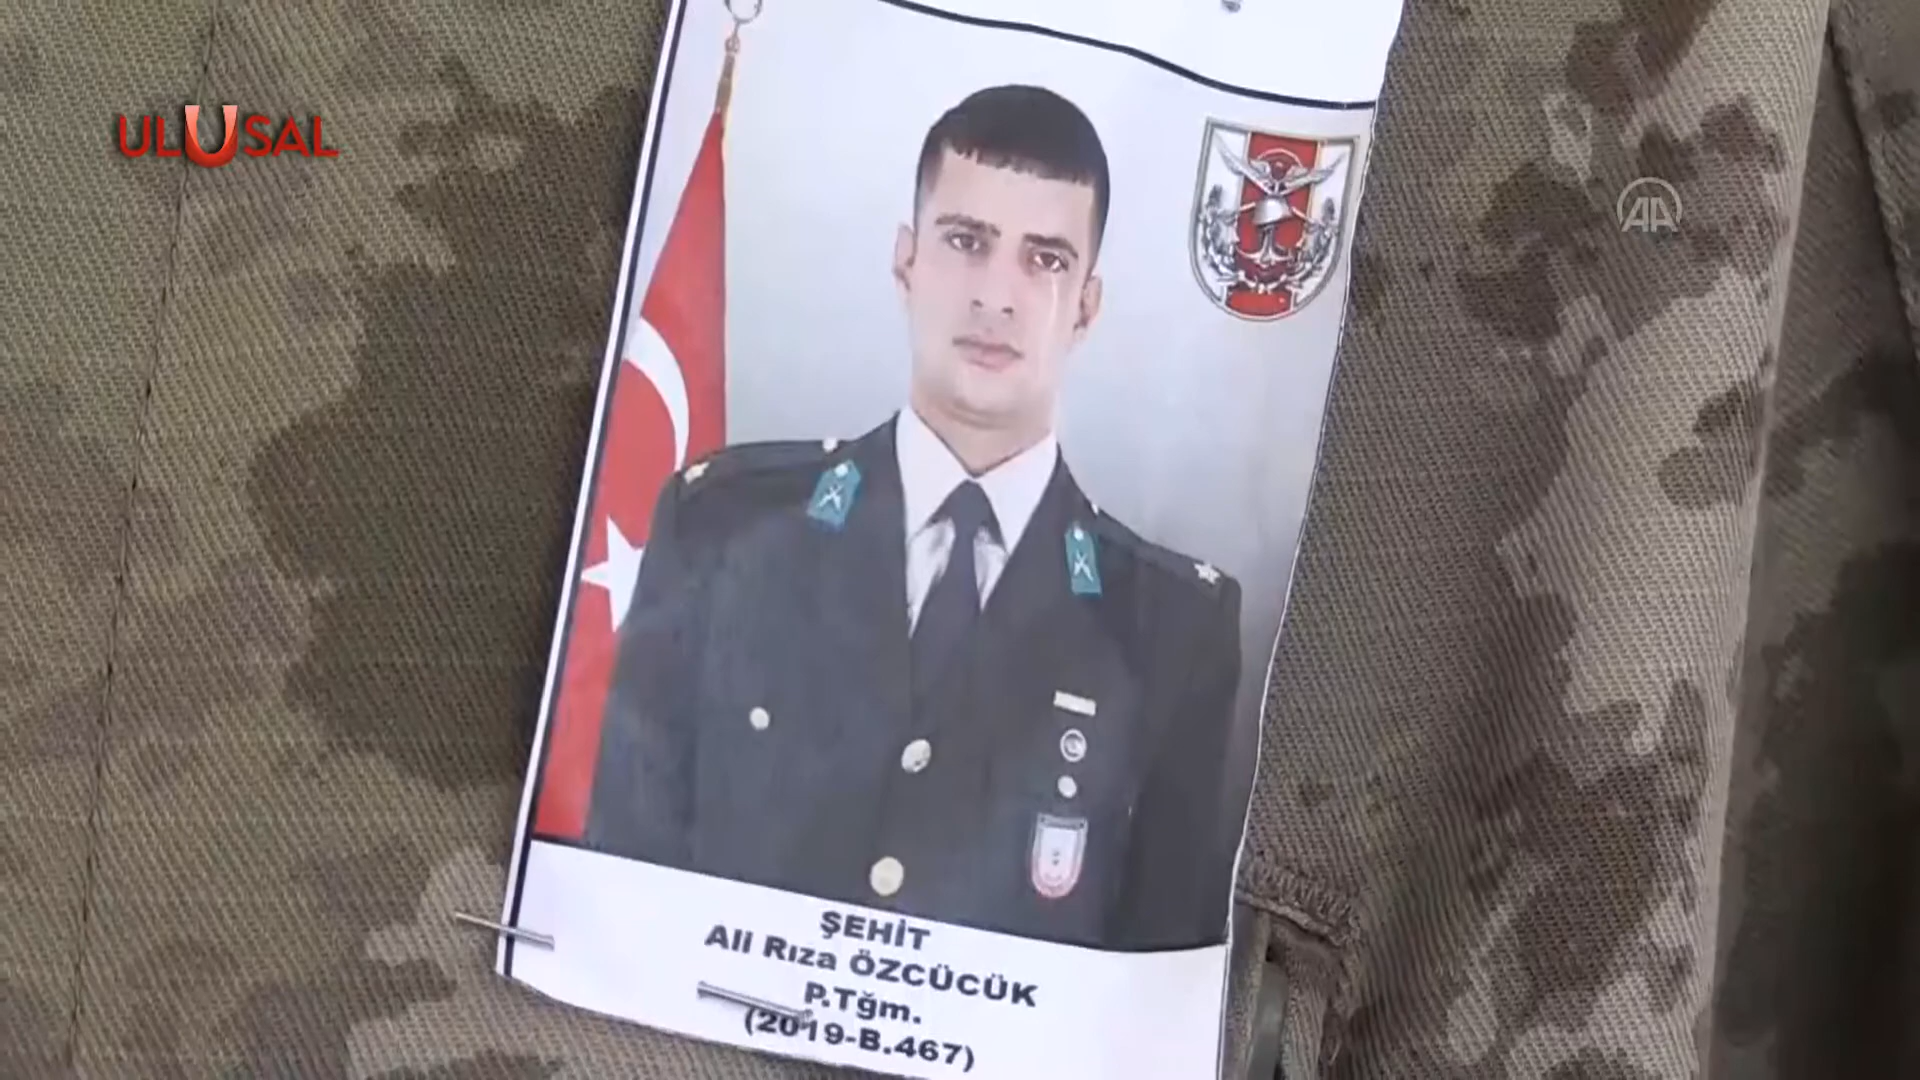 ULUSAL
AA
ŞEHİT
Ali Rıza ÖZCÜCÜK
P.Tğm.
(2019-B.467)